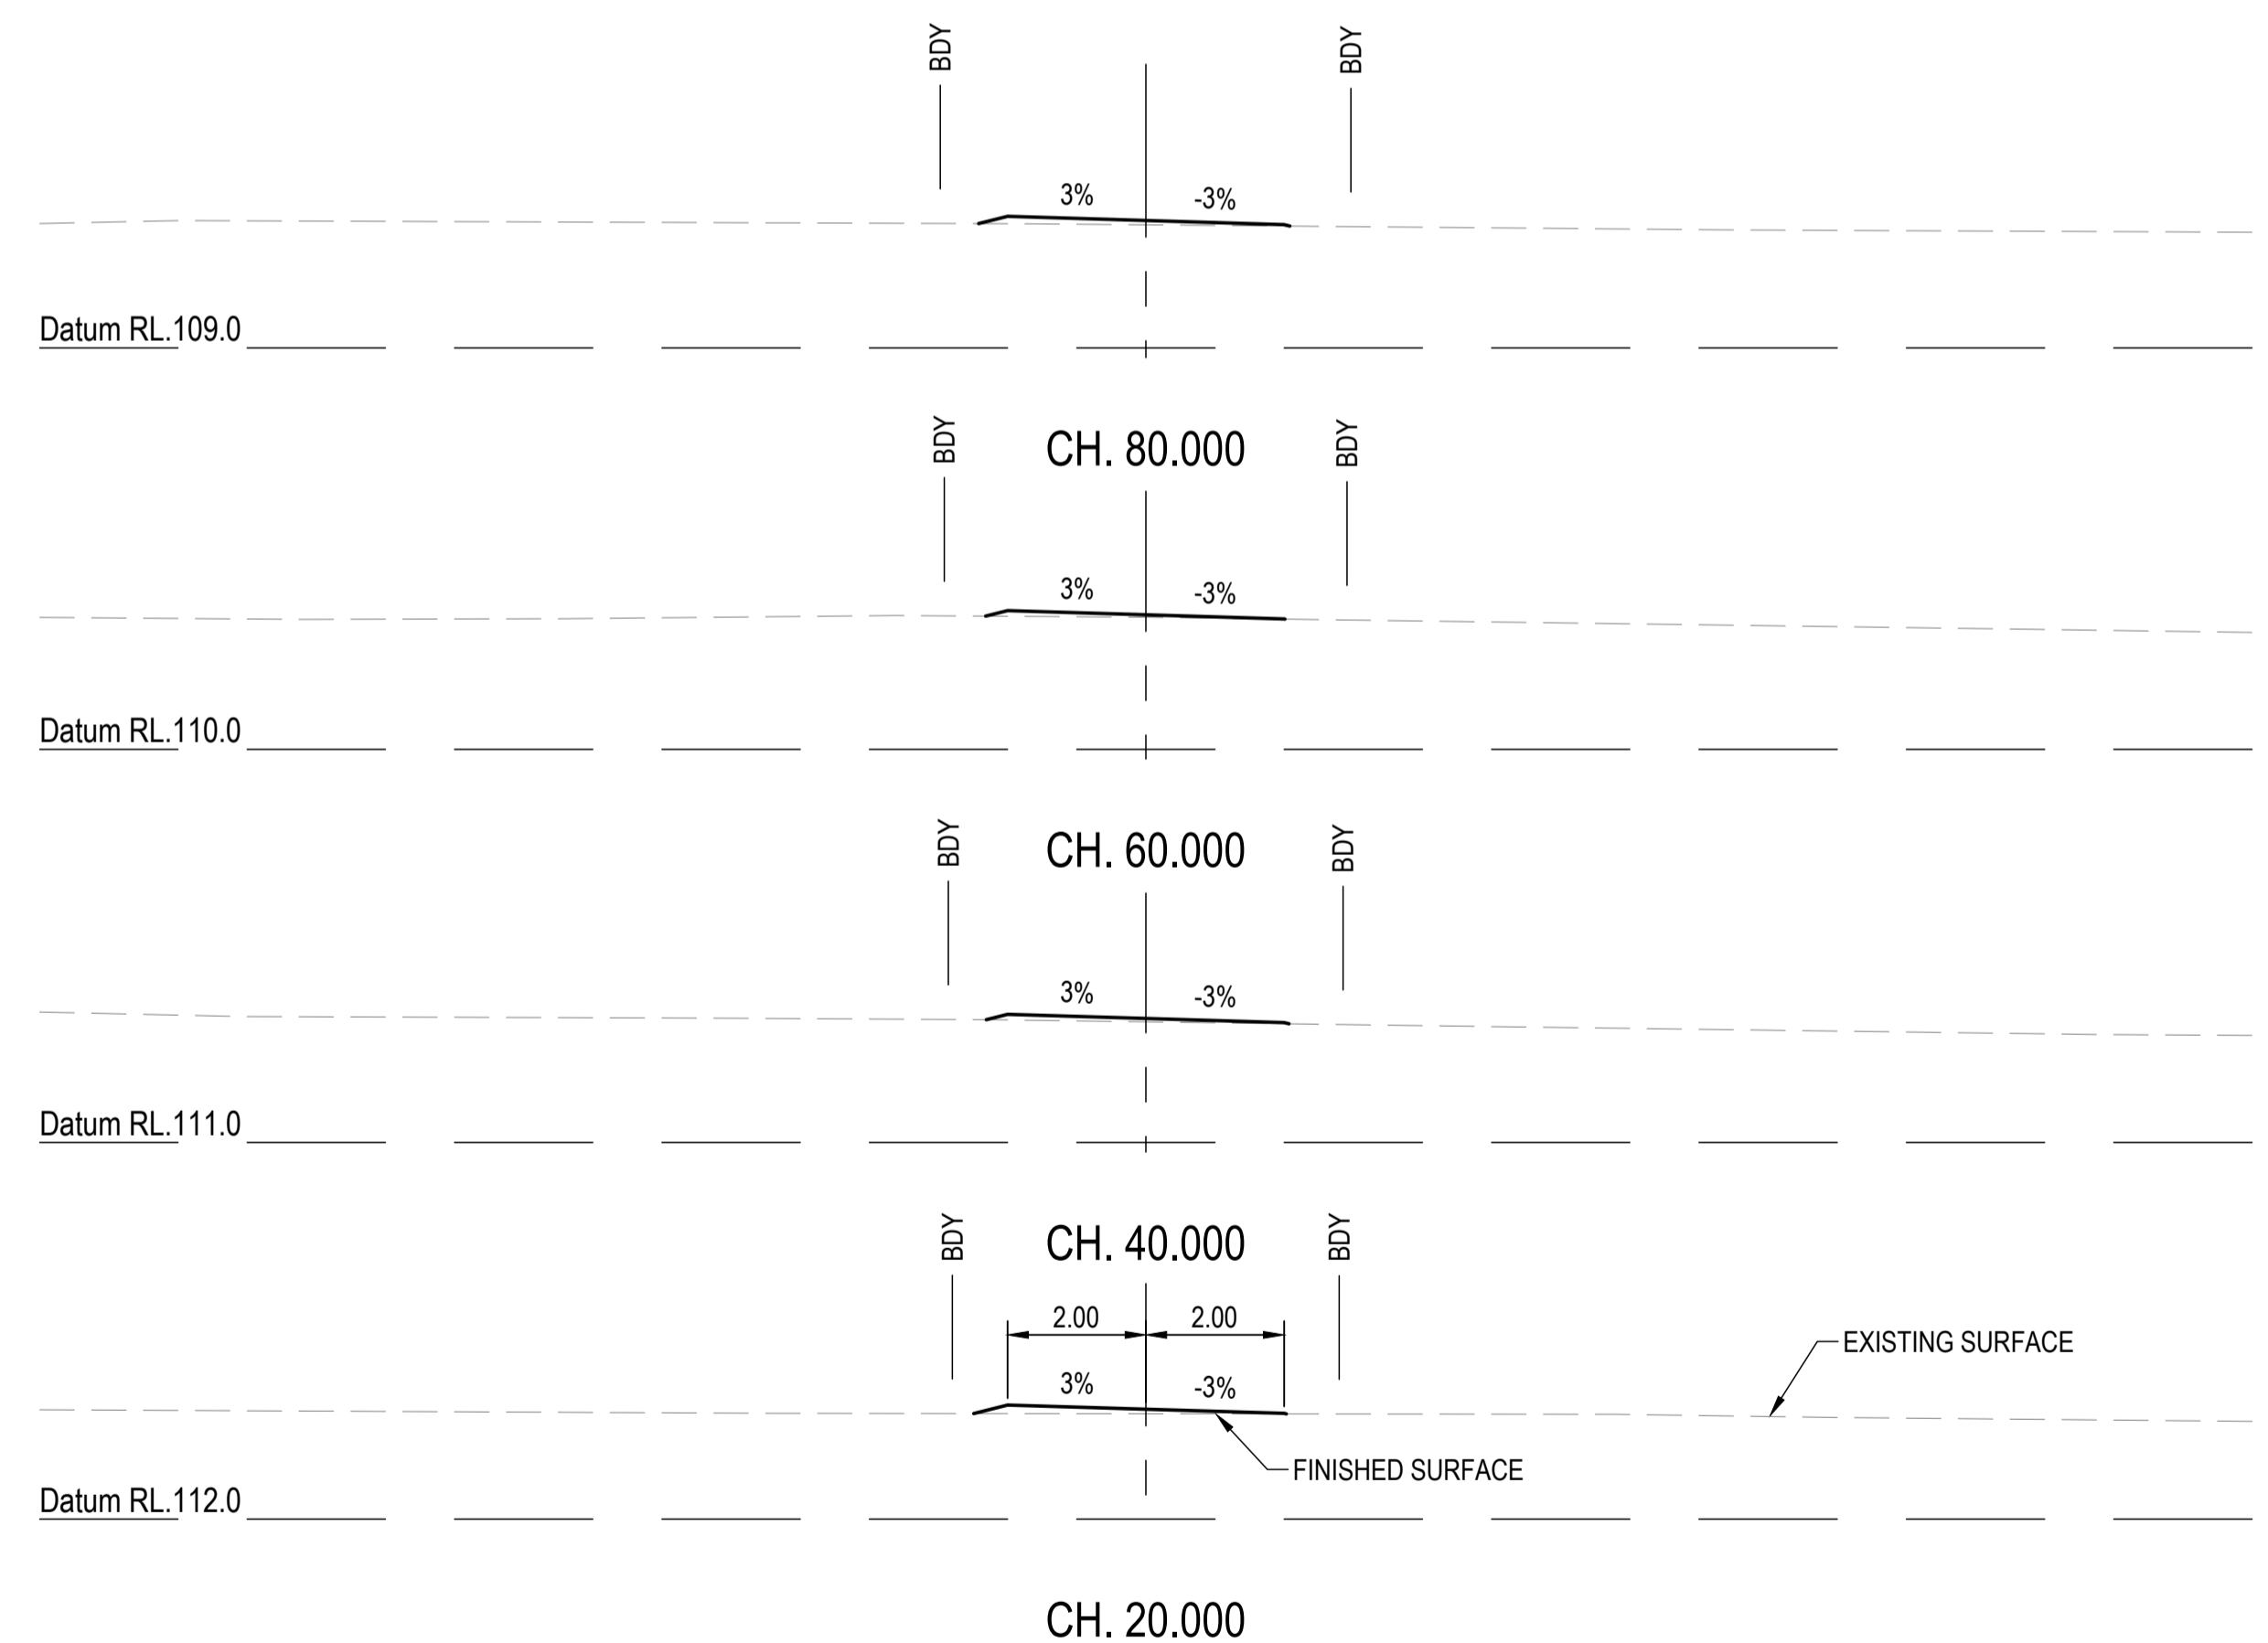 BDY
BDY
3%
-3%
Datum RL.109.0
CH. 80.000
BDY
BDY
3%
-3%
Datum RL.110.0
CH. 60.000
BDY
BDY
3%
-3%
Datum RL.111.0
CH. 40.000
BDY
BDY
2.00
2.00
EXISTING SURFACE
3%
-3%
FINISHED SURFACE
Datum RL.112.0
CH. 20.000